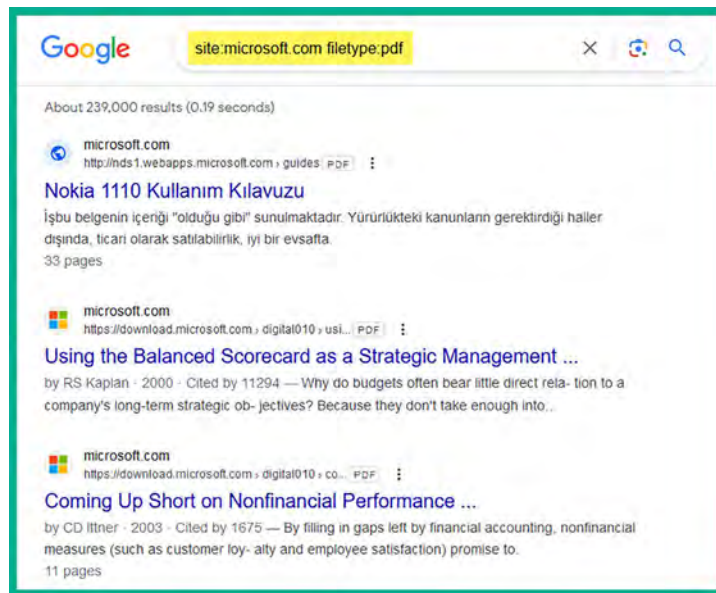 Google
site:microsoft.com filetype:pdf
About 239,000 results (0.19 seconds)
microsoft.com
http://nds1.webapps.microsoft.com › guides PDF
Nokia 1110 Kullanım Kılavuzu
İşbu belgenin içeriği "olduğu gibi" sunulmaktadır. Yürürlükteki kanunların gerektirdiği haller
dışında, ticari olarak satılabilirlik, iyi bir evsafta.
33 pages
microsoft.com
https://download.microsoft.com › digital010 › usi... PDF
Using the Balanced Scorecard as a Strategic Management ...
by RS Kaplan · 2000 · Cited by 11294 — Why do budgets often bear little direct rela- tion to a
company's long-term strategic ob- jectives? Because they don't take enough into...
microsoft.com
https://download.microsoft.com › digital010 › co... PDF
Coming Up Short on Nonfinancial Performance ...
by CD Ittner · 2003 · Cited by 1675 — By filling in gaps left by financial accounting, nonfinancial
measures (such as customer loy- alty and employee satisfaction) promise to.
11 pages